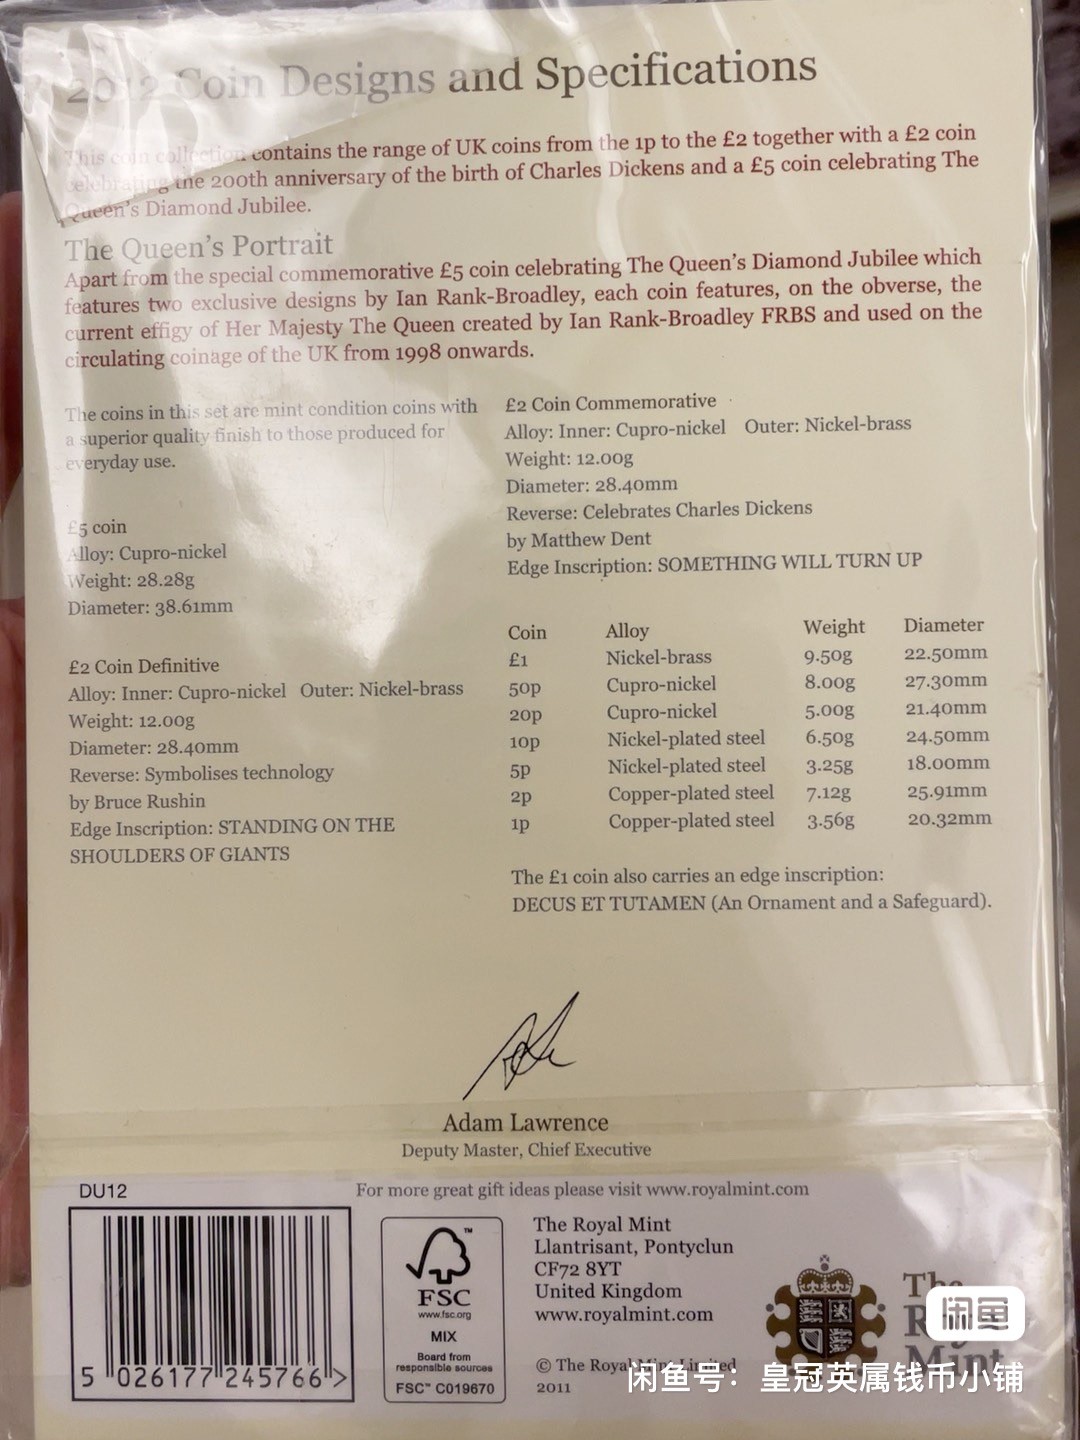 2012 Coin Designs and Specifications
This coin collection contains the range of UK coins from the 1p to the £2 together with a £2 coin
celebrating the 200th anniversary of the birth of Charles Dickens and a £5 coin celebrating The
Queen's Diamond Jubilee.
The Queen's Portrait
Apart from the special commemorative £5 coin celebrating The Queen's Diamond Jubilee which
features two exclusive designs by Ian Rank-Broadley, each coin features, on the obverse, the
current effigy of Her Majesty The Queen created by Ian Rank-Broadley FRBS and used on the
circulating coinage of the UK from 1998 onwards.
The coins in this set are mint condition coins with
a superior quality finish to those produced for
everyday use.
£5 coin
Alloy: Cupro-nickel
Weight: 28.28g
Diameter: 38.61mm
£2 Coin Definitive
Alloy: Inner: Cupro-nickel Outer: Nickel-brass
Weight: 12.00g
Diameter: 28.40mm
Reverse: Symbolises technology
by Bruce Rushin
Edge Inscription: STANDING ON THE
SHOULDERS OF GIANTS
£2 Coin Commemorative
Alloy: Inner: Cupro-nickel Outer: Nickel-brass
Weight: 12.00g
Diameter: 28.40mm
Reverse: Celebrates Charles Dickens
by Matthew Dent
Edge Inscription: SOMETHING WILL TURN UP
Coin Alloy Weight Diameter
£1 Nickel-brass 9.50g 22.50mm
50p Cupro-nickel 8.00g 27.30mm
20p Cupro-nickel 5.00g 21.40mm
10p Nickel-plated steel 6.50g 24.50mm
5p Nickel-plated steel 3.25g 18.00mm
2p Copper-plated steel 7.12g 25.91mm
1p Copper-plated steel 3.56g 20.32mm
The £1 coin also carries an edge inscription:
DECUS ET TUTAMEN (An Ornament and a Safeguard).
Adam Lawrence
Deputy Master, Chief Executive
DU12
For more great gift ideas please visit www.royalmint.com
5 026177 245766 >
FSC™
www.fsc.org
MIX
Board from
responsible sources
FSC™ C019670
The Royal Mint
Llantrisant, Pontyclun
CF72 8YT
United Kingdom
www.royalmint.com
© The Royal Mint Limited
2011
The
Royal
Mint
闲鱼
闲鱼号：皇冠英属钱币小铺